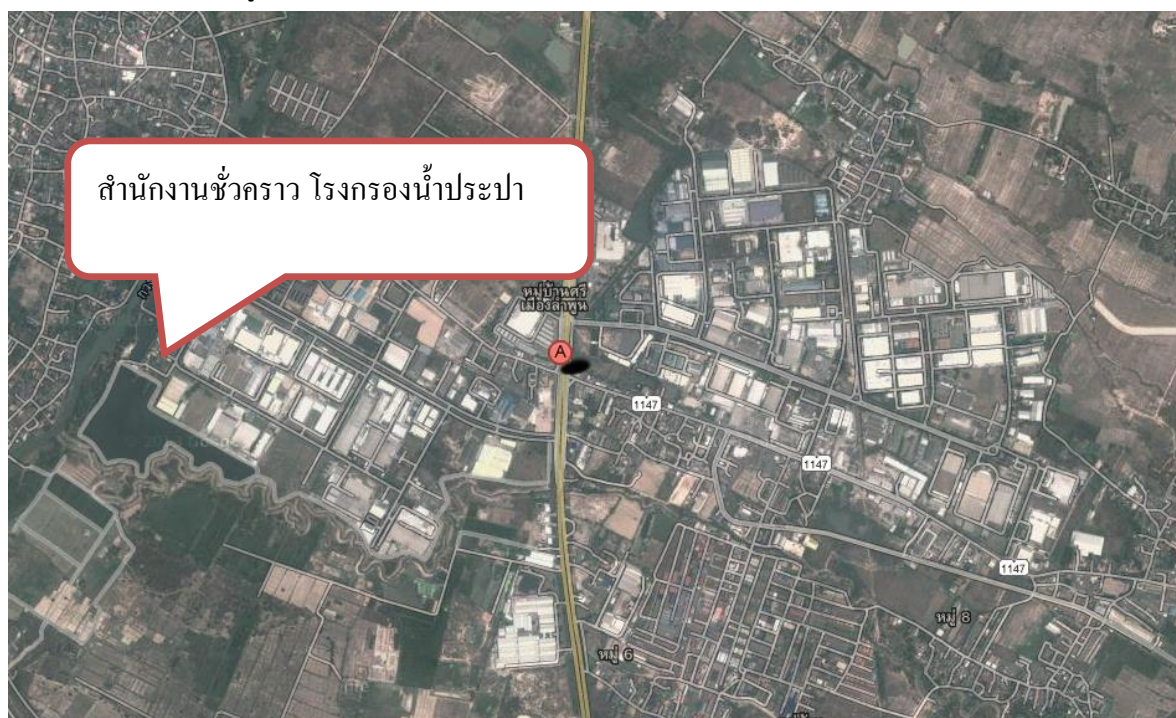 สำนักงานชั่วคราว โรงกรองน้ำประปา
หมู่บ้านศรี
เมืองลำพูน
A
1147
1147
1147
หมู่ 8
หมู่ 6